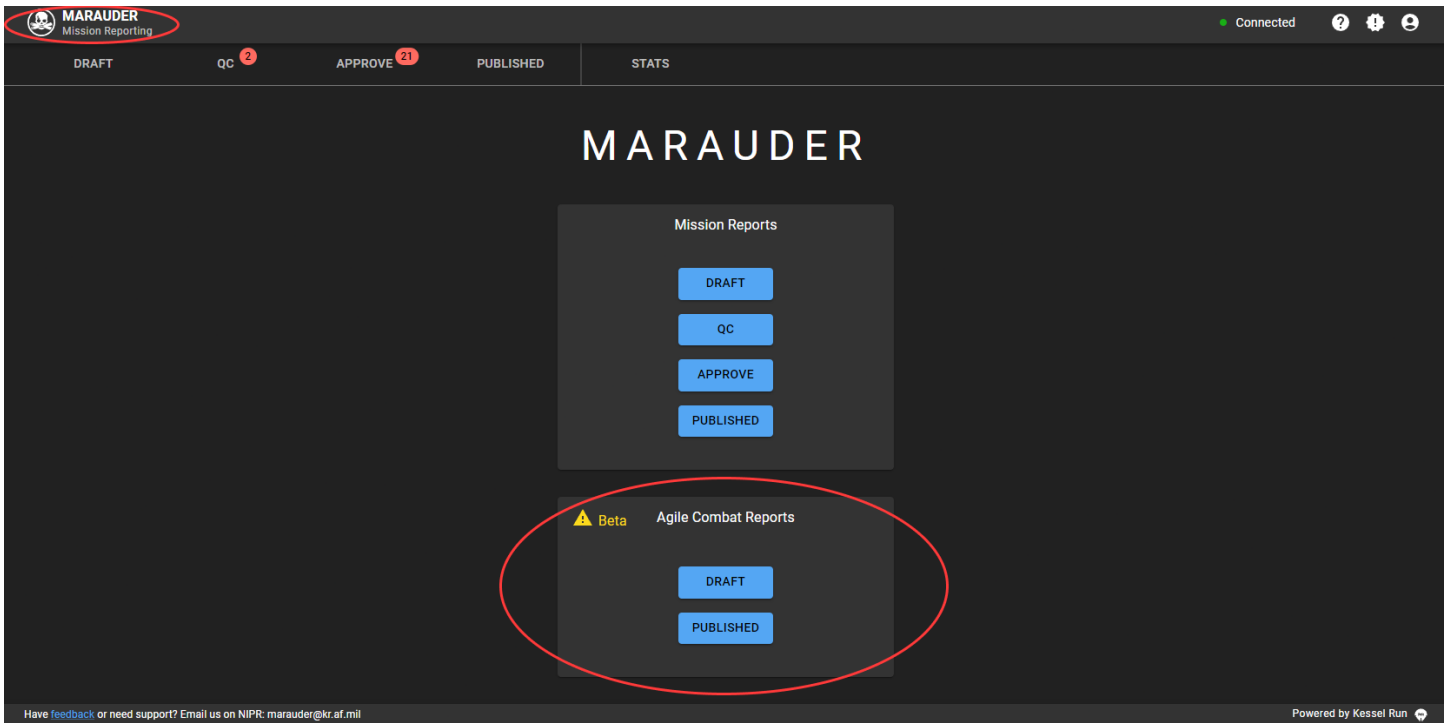 MARAUDER
Mission Reporting
Connected
DRAFT QC 2 APPROVE 21 PUBLISHED STATS
MARAUDER
Mission Reports
DRAFT
QC
APPROVE
PUBLISHED
Beta Agile Combat Reports
DRAFT
PUBLISHED
Have feedback or need support? Email us on NIPR: marauder@kr.af.mil Powered by Kessel Run